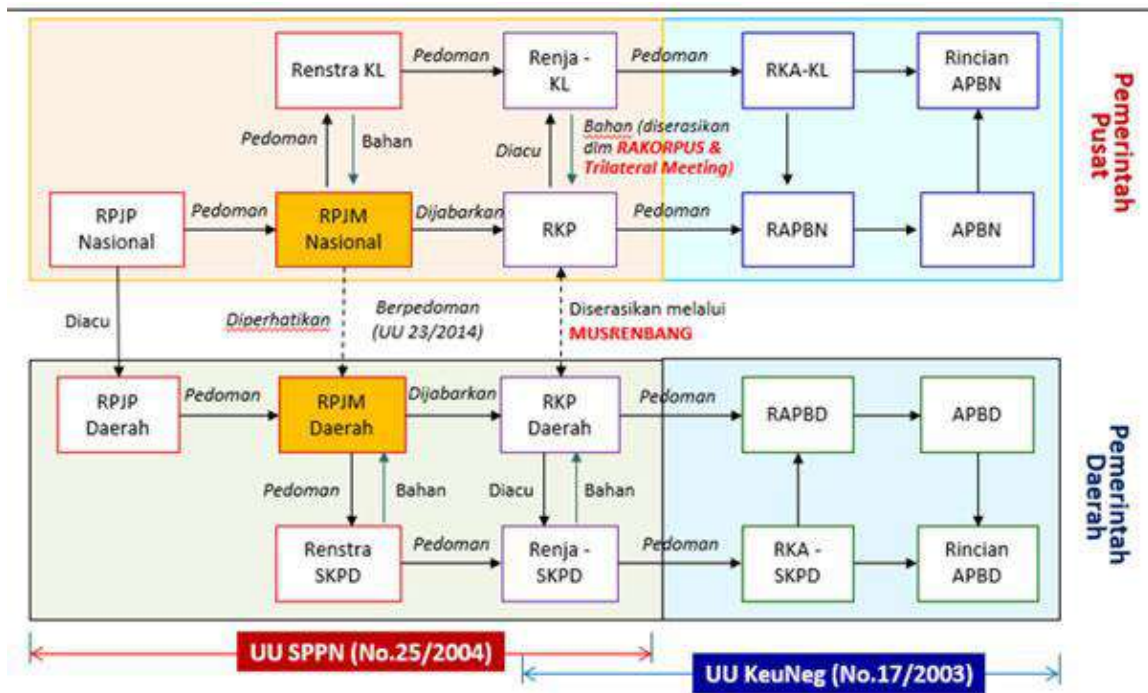 Renstra KL
Pedoman
Renja -
KL
Pedoman
RKA-KL
Rincian
APBN
Pedoman
Bahan
Diacu
Bahan (diserasikan
dlm RAKORPUS &
Trilateral Meeting)
RPJP
Nasional
Pedoman
RPJM
Nasional
Dijabarkan
RKP
Pedoman
RAPBN
APBN
Pemerintah
Pusat
Diacu
Diperhatikan
Berpedoman
(UU 23/2014)
Diserasikan melalui
MUSRENBANG
RPJP
Daerah
Pedoman
RPJM
Daerah
Dijabarkan
RKP
Daerah
Pedoman
RAPBD
APBD
Pedoman
Bahan
Diacu
Bahan
Renstra
SKPD
Pedoman
Renja -
SKPD
Pedoman
RKA -
SKPD
Rincian
APBD
Pemerintah
Daerah
UU SPPN (No.25/2004)
UU KeuNeg (No.17/2003)